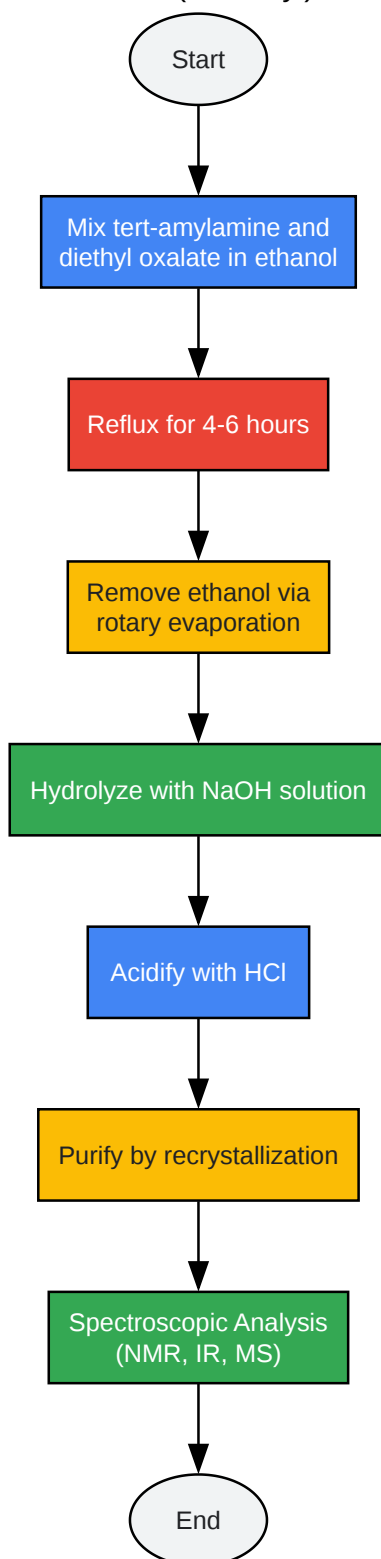 Start
Mix tert-amylamine and
diethyl oxalate in ethanol
Reflux for 4-6 hours
Remove ethanol via
rotary evaporation
Hydrolyze with NaOH solution
Acidify with HCl
Purify by recrystallization
Spectroscopic Analysis
(NMR, IR, MS)
End